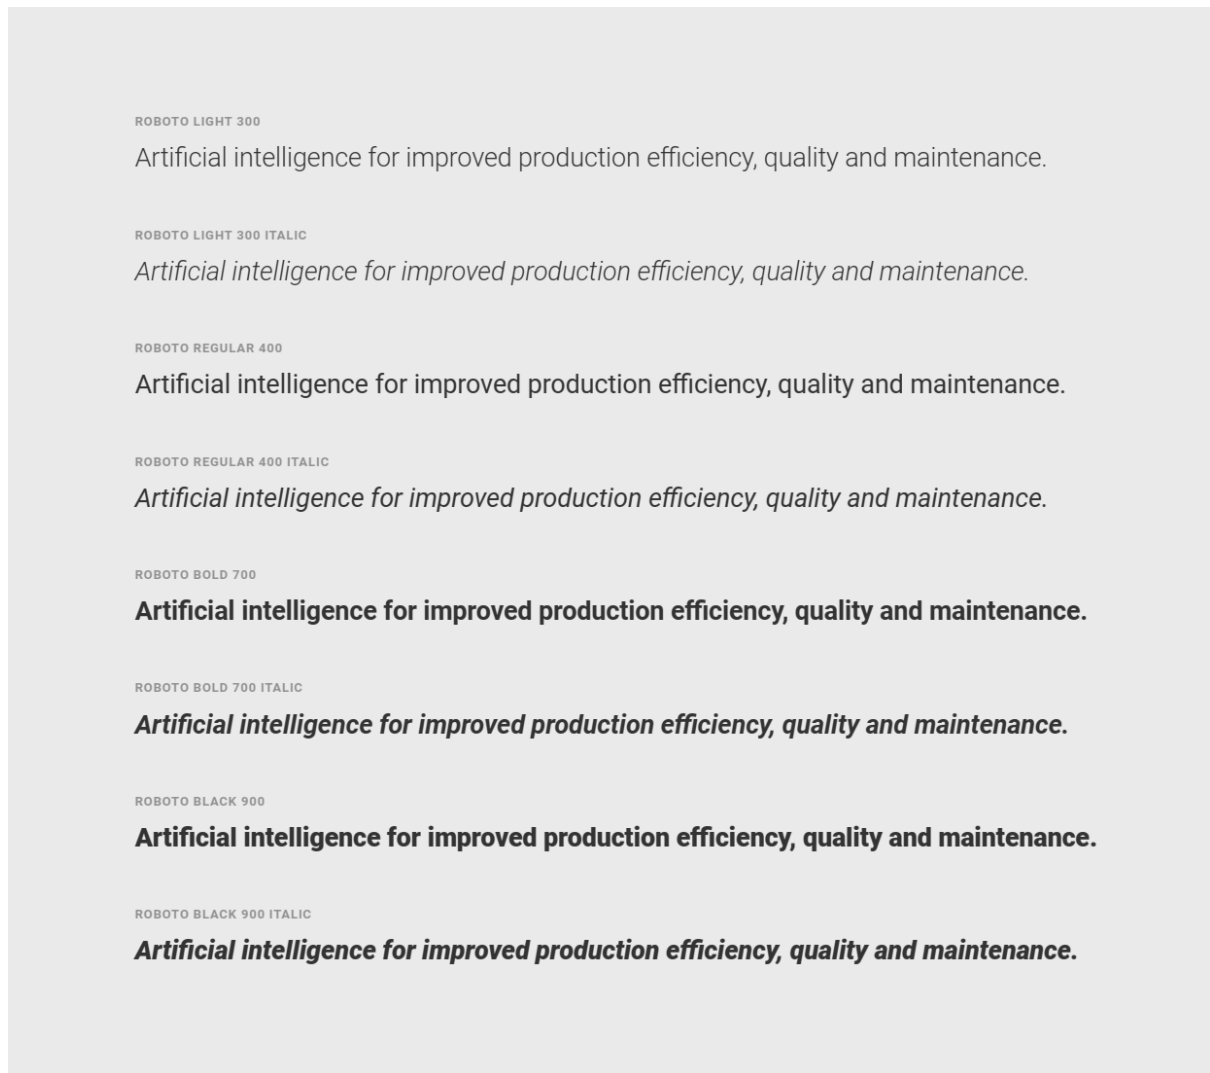 ROBOTO LIGHT 300
Artificial intelligence for improved production efficiency, quality and maintenance.
ROBOTO LIGHT 300 ITALIC
Artificial intelligence for improved production efficiency, quality and maintenance.
ROBOTO REGULAR 400
Artificial intelligence for improved production efficiency, quality and maintenance.
ROBOTO REGULAR 400 ITALIC
Artificial intelligence for improved production efficiency, quality and maintenance.
ROBOTO BOLD 700
Artificial intelligence for improved production efficiency, quality and maintenance.
ROBOTO BOLD 700 ITALIC
Artificial intelligence for improved production efficiency, quality and maintenance.
ROBOTO BLACK 900
Artificial intelligence for improved production efficiency, quality and maintenance.
ROBOTO BLACK 900 ITALIC
Artificial intelligence for improved production efficiency, quality and maintenance.